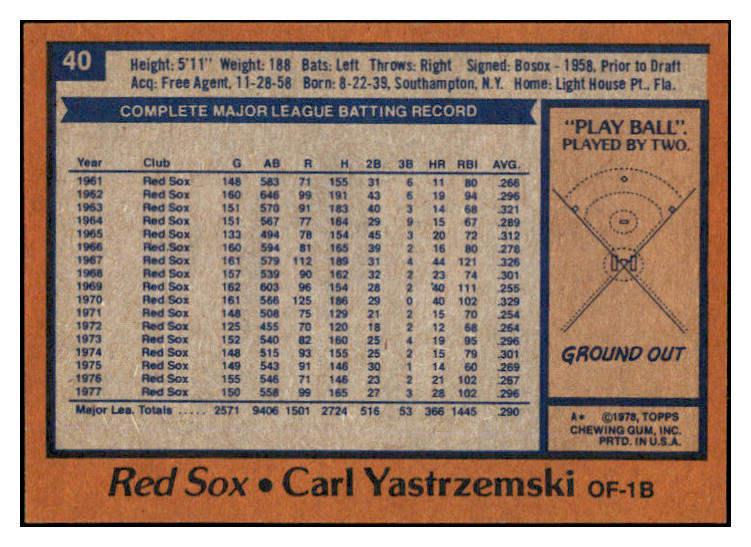 40
Height: 5'11" Weight: 188 Bats: Left Throws: Right Signed: Bosox - 1958, Prior to Draft
Acq: Free Agent, 11-28-58 Born: 8-22-39, Southampton, N.Y. Home: Light House Pt., Fla.
COMPLETE MAJOR LEAGUE BATTING RECORD
Year Club G AB R H 2B 3B HR RBI AVG.
1961 Red Sox 148 583 71 155 31 6 11 80 .266
1962 Red Sox 160 646 99 191 43 6 19 94 .296
1963 Red Sox 151 570 91 183 40 3 14 68 .321
1964 Red Sox 151 567 77 164 29 9 15 67 .289
1965 Red Sox 133 494 78 154 45 3 20 72 .312
1966 Red Sox 160 594 81 165 39 2 16 80 .278
1967 Red Sox 161 579 112 189 31 4 44 121 .326
1968 Red Sox 157 539 90 162 32 2 23 74 .301
1969 Red Sox 162 603 96 154 28 2 40 111 .255
1970 Red Sox 161 566 125 186 29 0 40 102 .329
1971 Red Sox 148 508 75 129 21 2 15 70 .254
1972 Red Sox 125 455 70 120 18 2 12 68 .264
1973 Red Sox 152 540 82 160 25 4 19 95 .296
1974 Red Sox 148 515 93 155 25 2 15 79 .301
1975 Red Sox 149 543 91 146 30 1 14 60 .269
1976 Red Sox 155 546 71 146 23 2 21 102 .267
1977 Red Sox 150 558 99 165 27 3 28 102 .296
Major Lea. Totals ..... 2571 9406 1501 2724 516 53 366 1445 .290
"PLAY BALL".
PLAYED BY TWO.
GROUND OUT
A* ©1978, TOPPS
CHEWING GUM, INC.
PRTD. IN U.S.A.
Red Sox • Carl Yastrzemski OF-1B